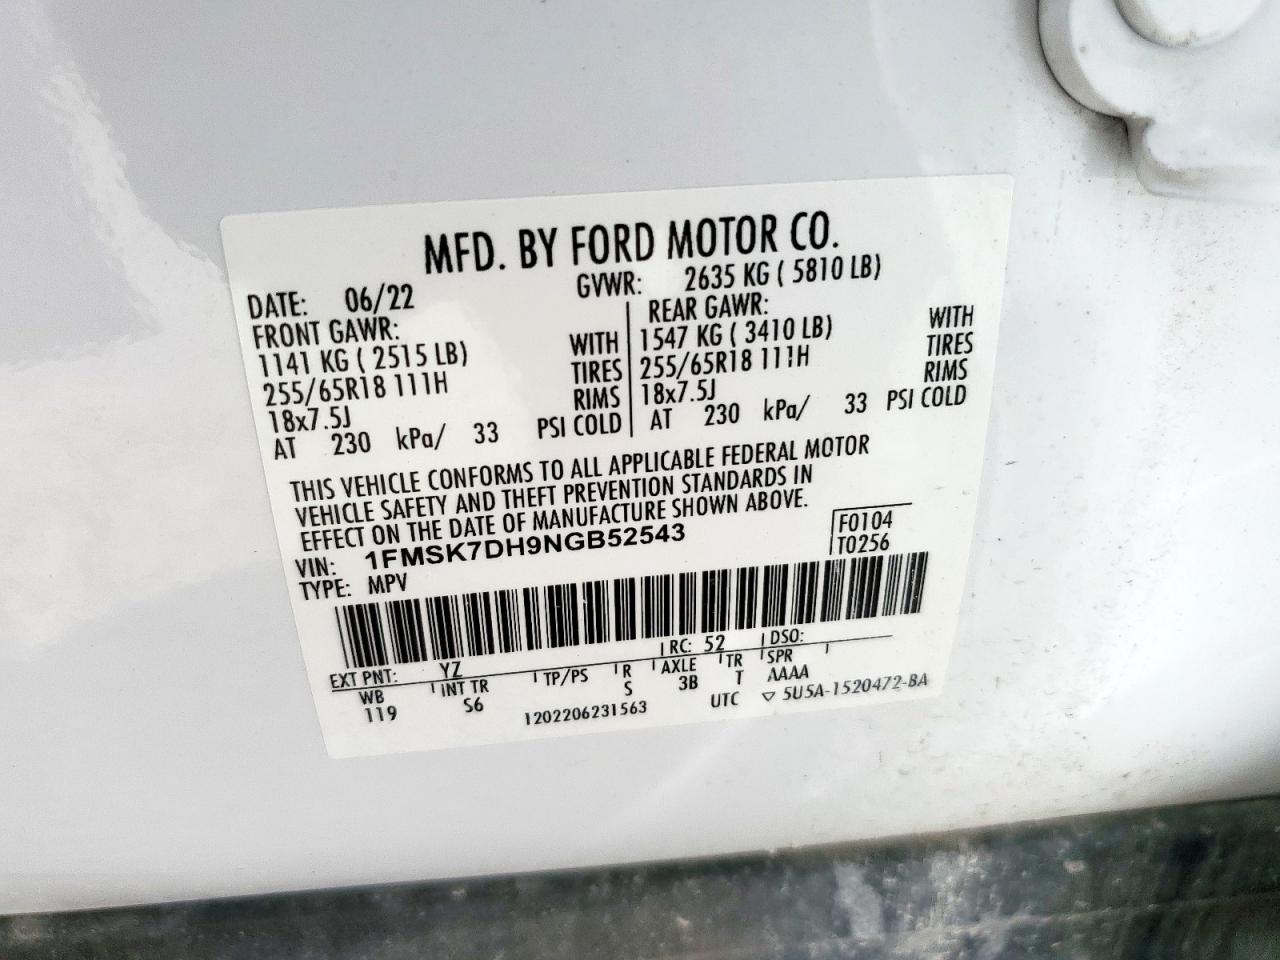 MFD. BY FORD MOTOR CO.
DATE: 06/22 GVWR: 2635 KG ( 5810 LB)
FRONT GAWR: REAR GAWR:
1141 KG ( 2515 LB) WITH 1547 KG ( 3410 LB) WITH
255/65R18 111H TIRES 255/65R18 111H TIRES
18x7.5J RIMS 18x7.5J RIMS
AT 230 kPa/ 33 PSI COLD AT 230 kPa/ 33 PSI COLD
THIS VEHICLE CONFORMS TO ALL APPLICABLE FEDERAL MOTOR
VEHICLE SAFETY AND THEFT PREVENTION STANDARDS IN
EFFECT ON THE DATE OF MANUFACTURE SHOWN ABOVE.
VIN: 1FMSK7DH9NGB52543 F0104
TYPE: MPV T0256
EXT PNT: YZ RC: 52 DSO:
WB INT TR TP/PS R AXLE TR SPR
119 S6 S 3B T AAAA
1202206231563 UTC ▽ 5U5A-1520472-BA